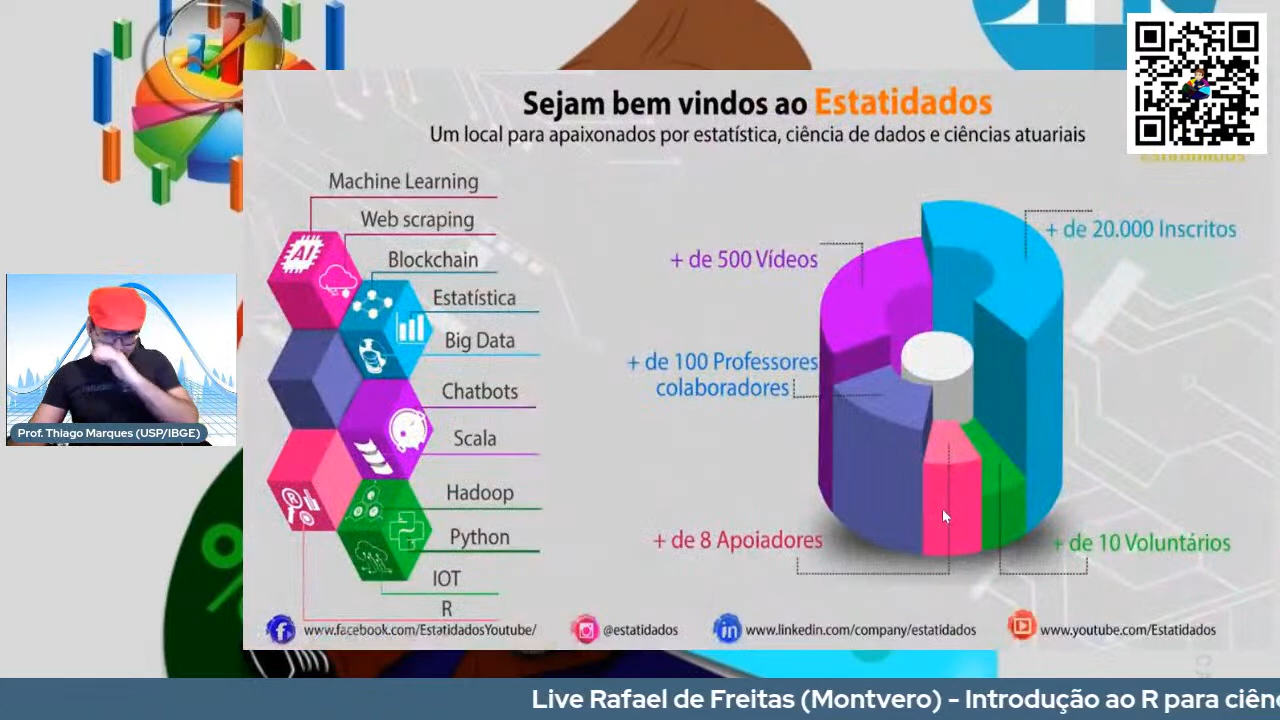 Sejam bem vindos ao Estatidados
Um local para apaixonados por estatística, ciência de dados e ciências atuariais
Machine Learning
Web scraping
Blockchain
Estatística
Big Data
Chatbots
Scala
Hadoop
Python
IOT
R
AI
R
+ de 500 Vídeos
+ de 20.000 Inscritos
+ de 100 Professores
colaboradores
+ de 8 Apoiadores
+ de 10 Voluntários
Prof. Thiago Marques (USP/IBGE)
%
www.facebook.com/EstatidadosYoutube/
@estatidados
www.linkedin.com/company/estatidados
www.youtube.com/Estatidados
Live Rafael de Freitas (Montvero) - Introdução ao R para ciên